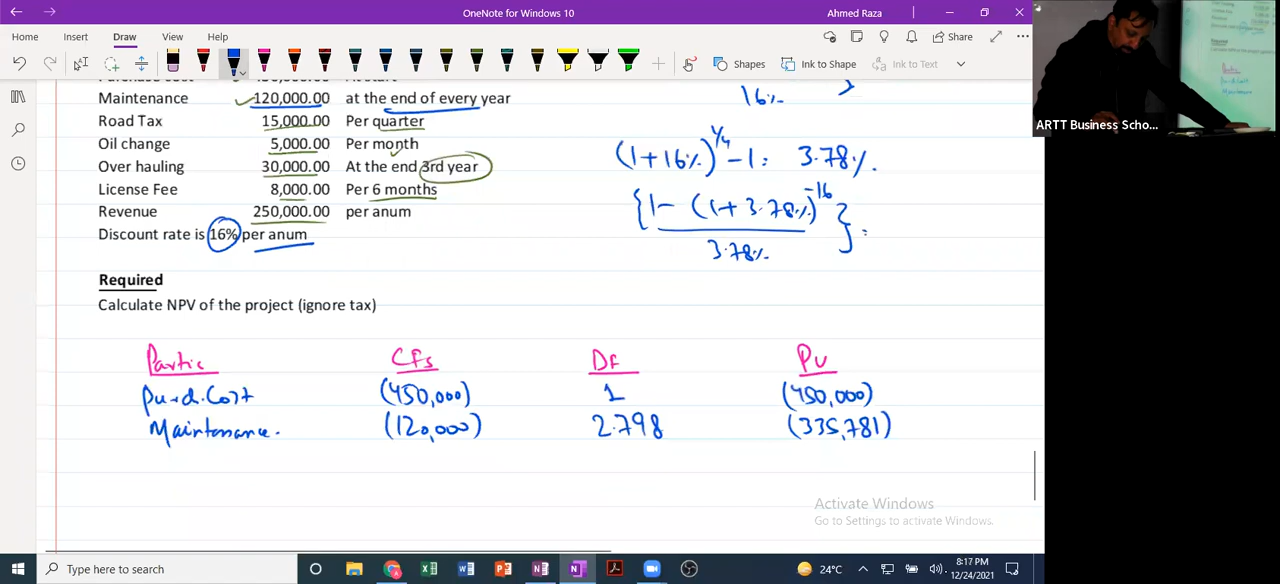 OneNote for Windows 10
Ahmed Raza
Home Insert Draw View Help
Share
Shapes Ink to Shape Ink to Text
16%
Maintenance 120,000.00 at the end of every year
Road Tax 15,000.00 Per quarter
Oil change 5,000.00 Per month
Over hauling 30,000.00 At the end 3rd year
License Fee 8,000.00 Per 6 months
Revenue 250,000.00 per anum
Discount rate is 16% per anum
(1+16%)^1/4 - 1 = 3.78%.
{1 - (1+3.78%)^-16
3.78% } =
Required
Calculate NPV of the project (ignore tax)
Partic Cfs Df Pv
Purch. Cost (450,000) 1 (450,000)
Maintenance. (120,000) 2.798 (335,781)
Activate Windows
Go to Settings to activate Windows.
Type here to search
24°C
8:17 PM
12/24/2021
ARTT Business Scho...